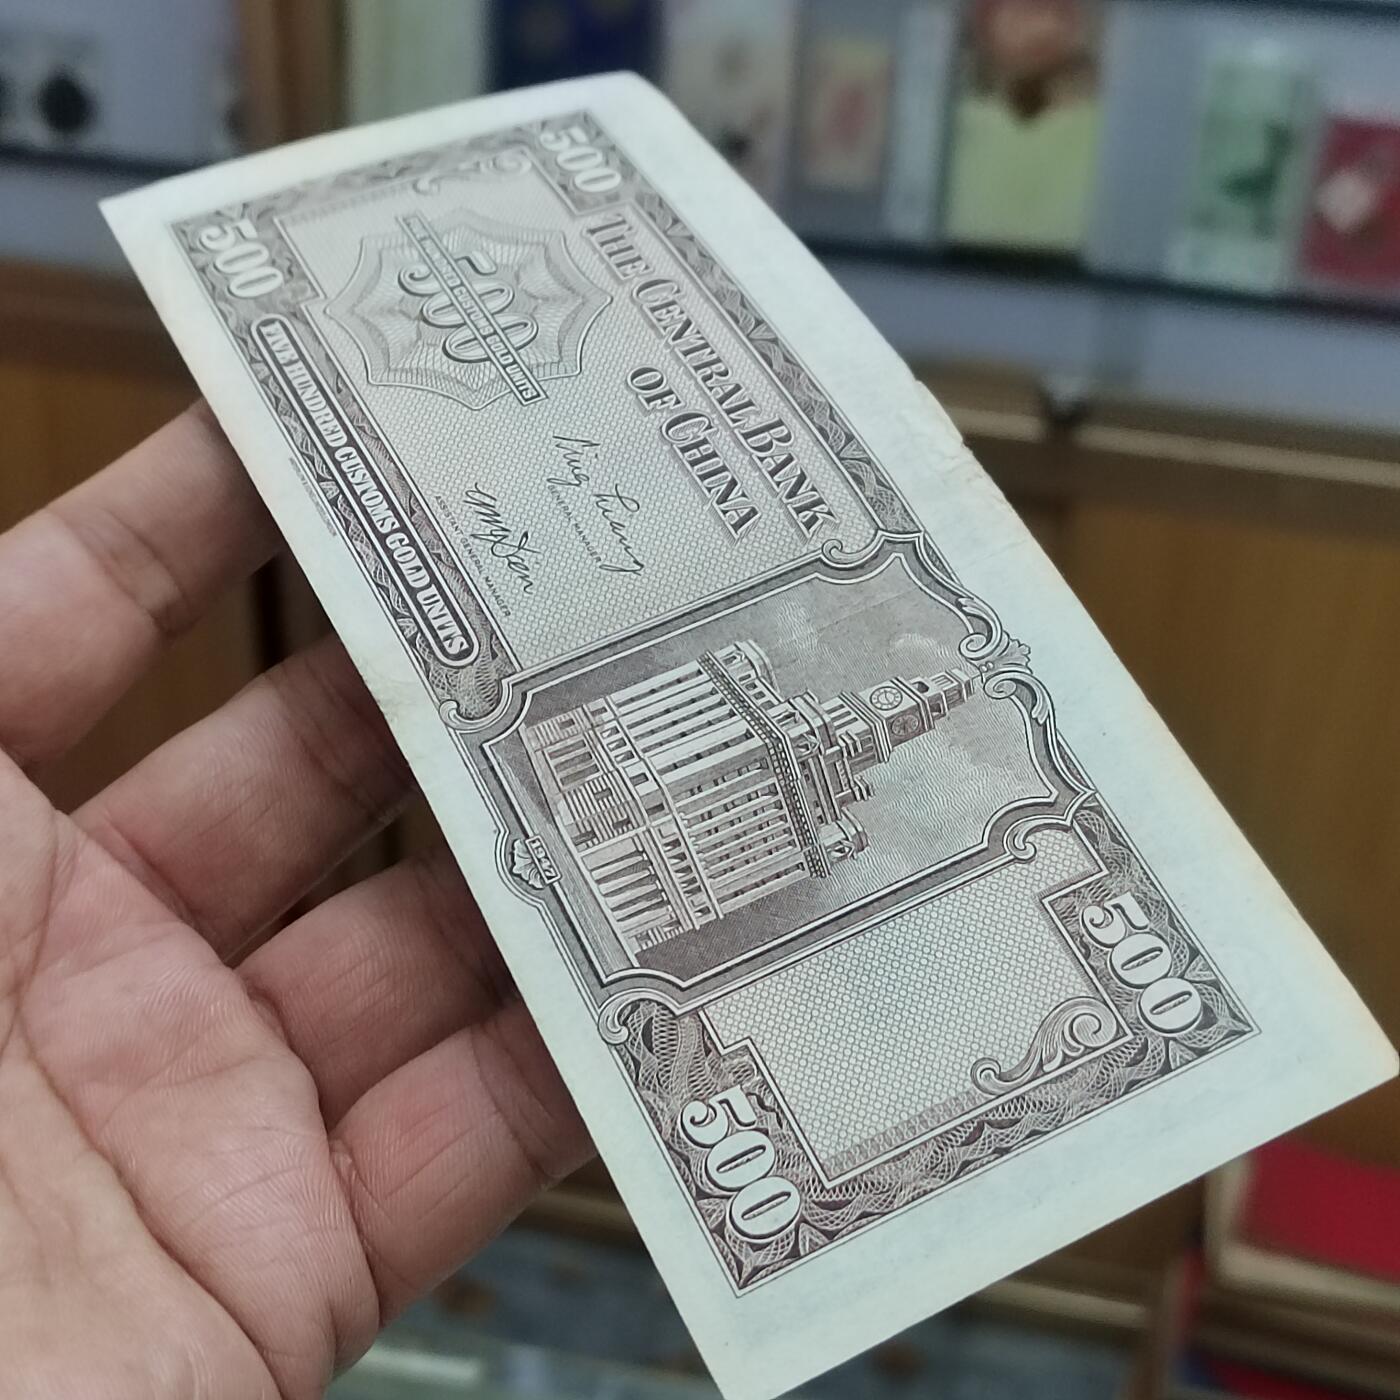 500
500
THE CENTRAL BANK
OF CHINA
500
FIVE HUNDRED CUSTOMS GOLD UNITS
GENERAL MANAGER
ASSISTANT GENERAL MANAGER
FIVE HUNDRED CUSTOMS GOLD UNITS
1947
500
500